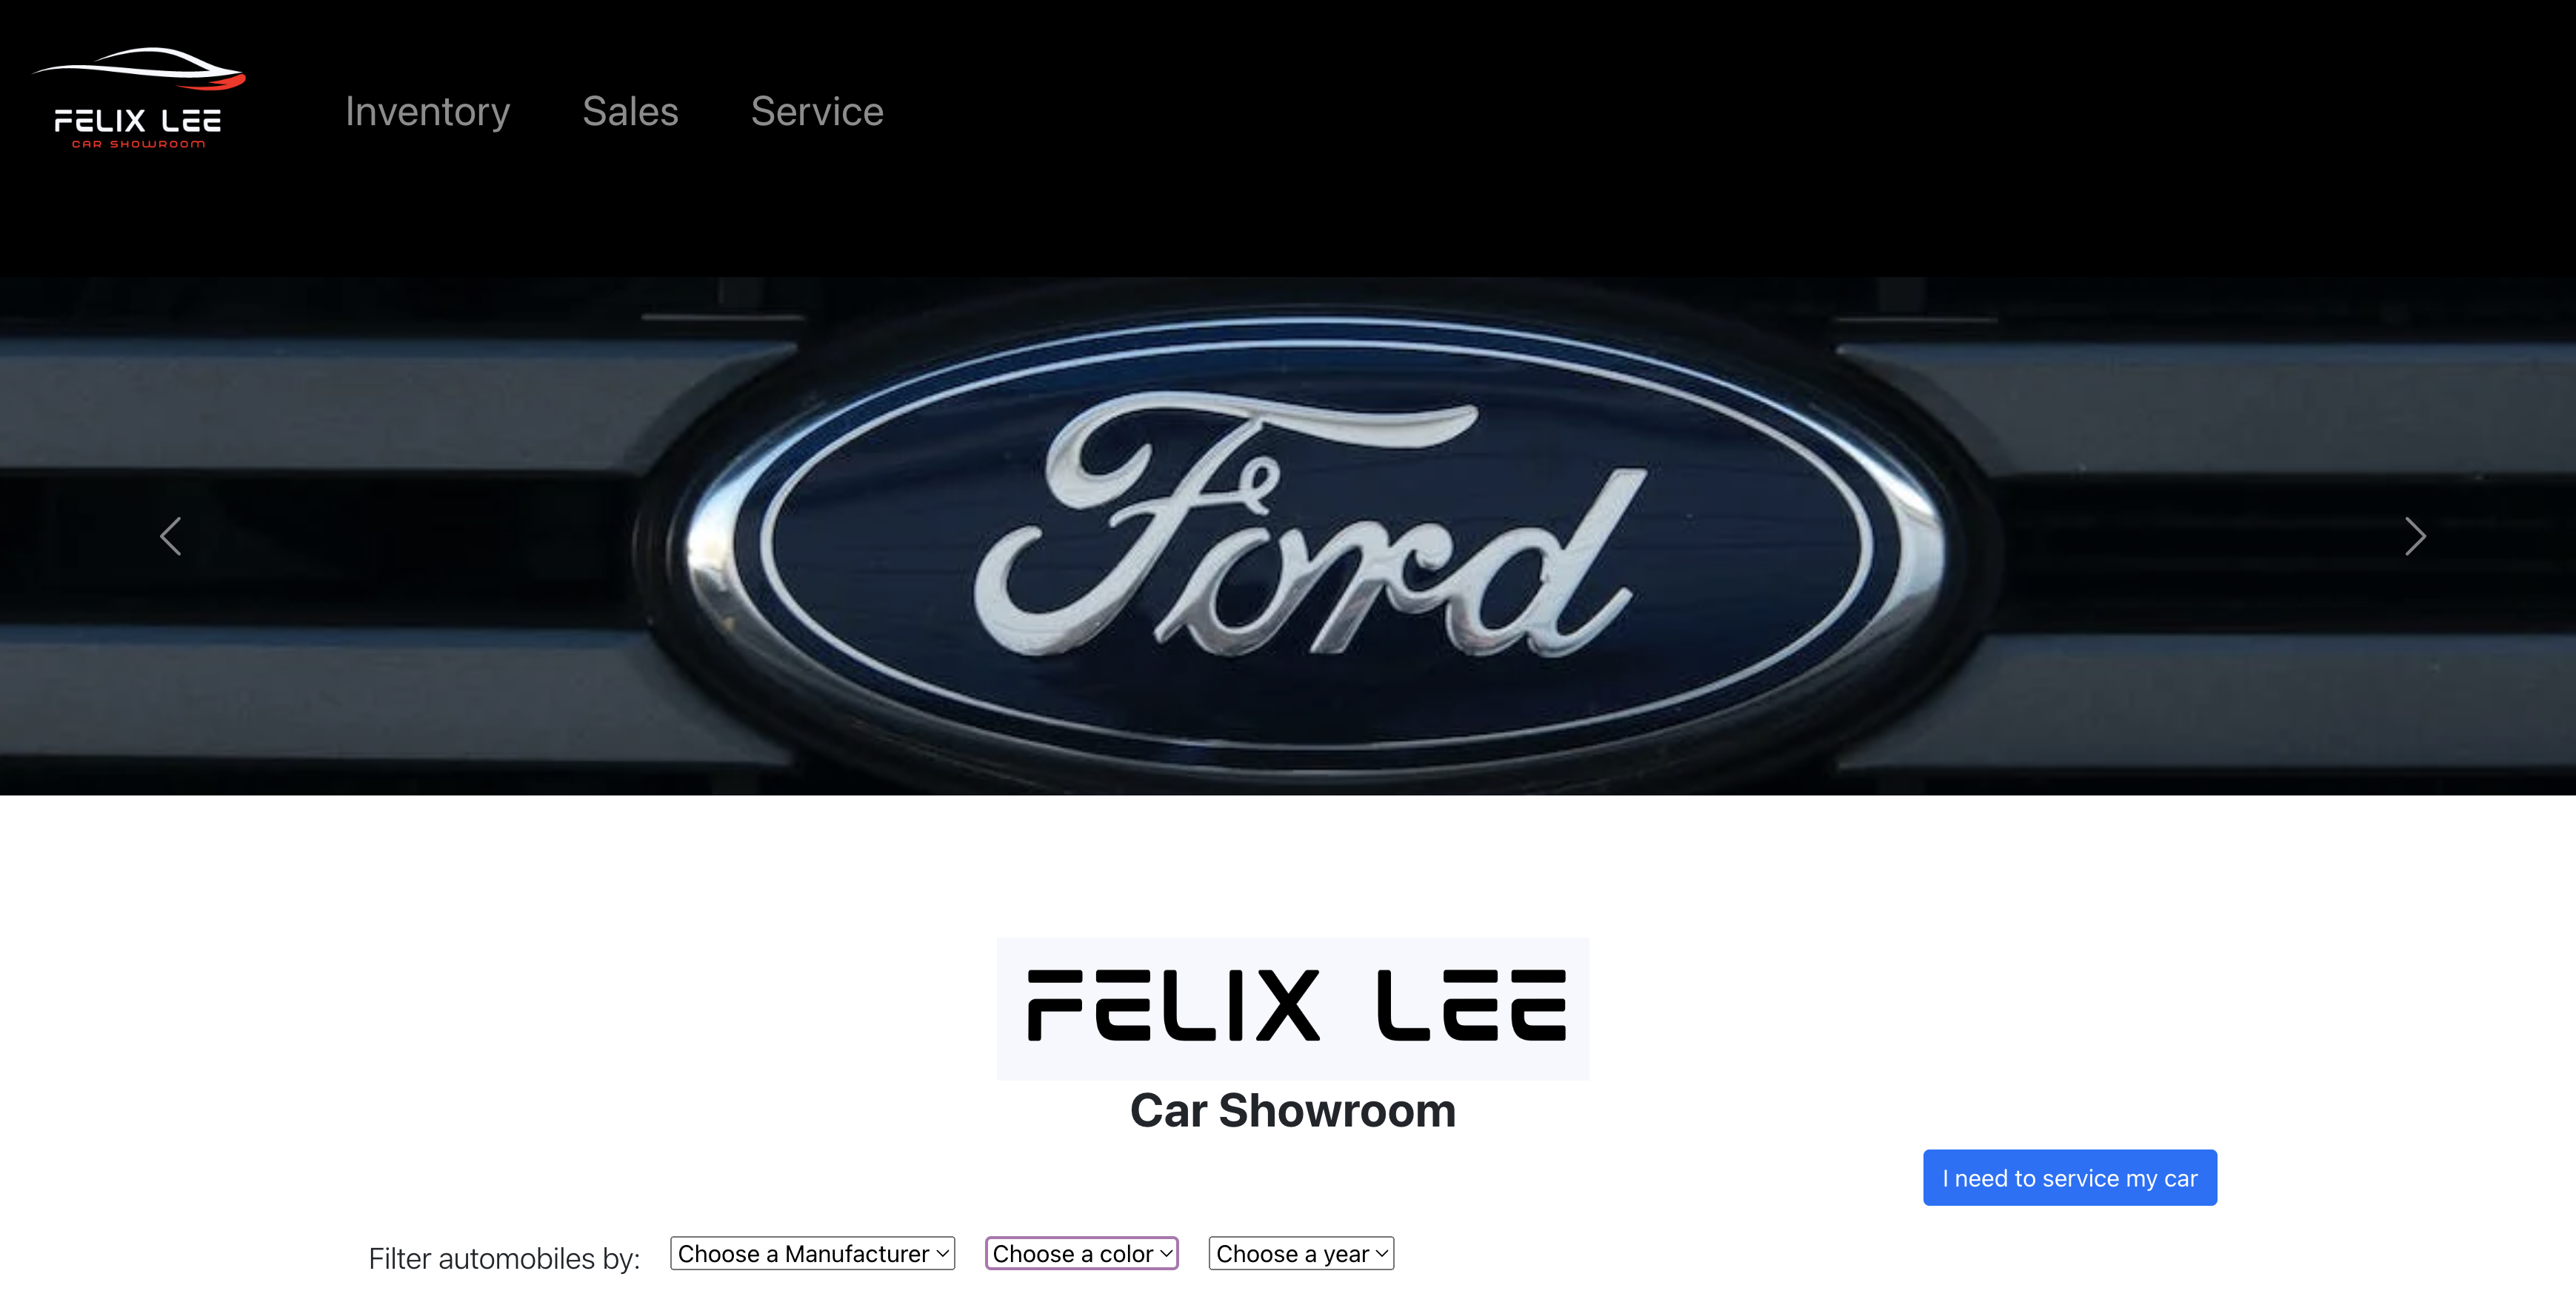 FELIX LEE
CAR SHOWROOM
Inventory Sales Service
Ford
FELIX LEE
Car Showroom
I need to service my car
Filter automobiles by: Choose a Manufacturer Choose a color Choose a year